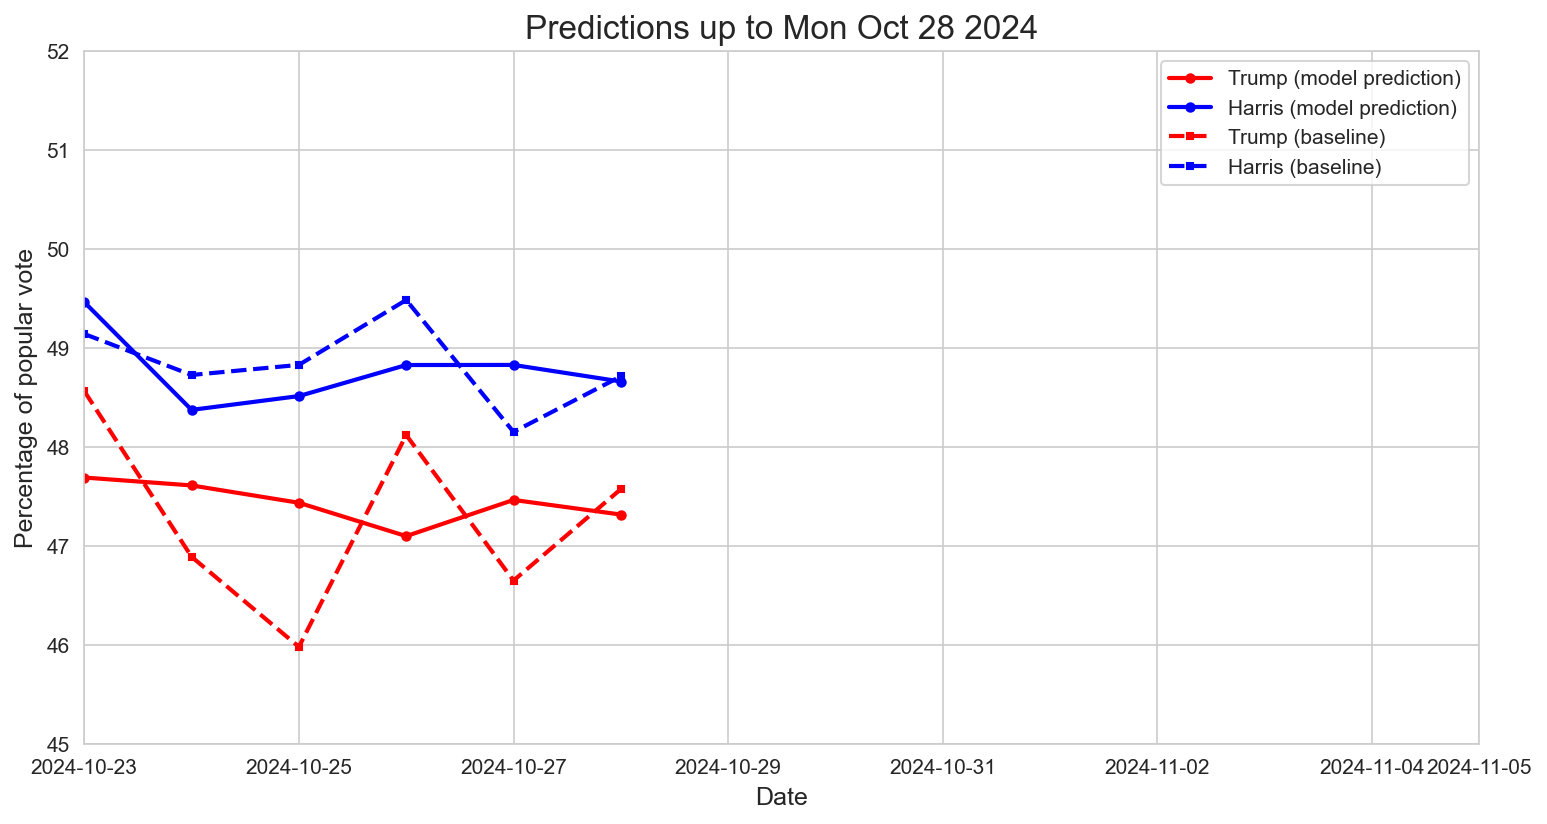 Predictions up to Mon Oct 28 2024
Trump (model prediction)
Harris (model prediction)
Trump (baseline)
Harris (baseline)
Percentage of popular vote
52
51
50
49
48
47
46
45
2024-10-23 2024-10-25 2024-10-27 2024-10-29 2024-10-31 2024-11-02 2024-11-04 2024-11-05
Date